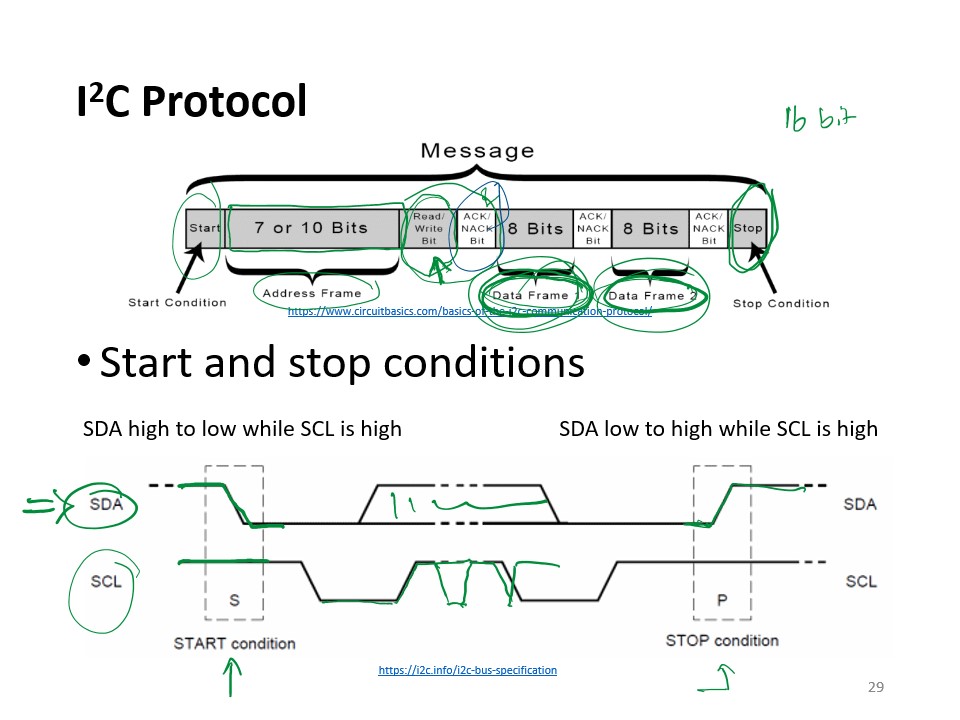 I²C Protocol
16 bit
Message
Start 7 or 10 Bits Read/ Write Bit ACK/ NACK Bit 8 Bits ACK/ NACK Bit 8 Bits ACK/ NACK Bit Stop
Start Condition Address Frame Data Frame 1 Data Frame 2 Stop Condition
https://www.circuitbasics.com/basics-of-the-i2c-communication-protocol/
• Start and stop conditions
SDA high to low while SCL is high SDA low to high while SCL is high
SDA SDA
SCL SCL
S P
START condition STOP condition
https://i2c.info/i2c-bus-specification
29